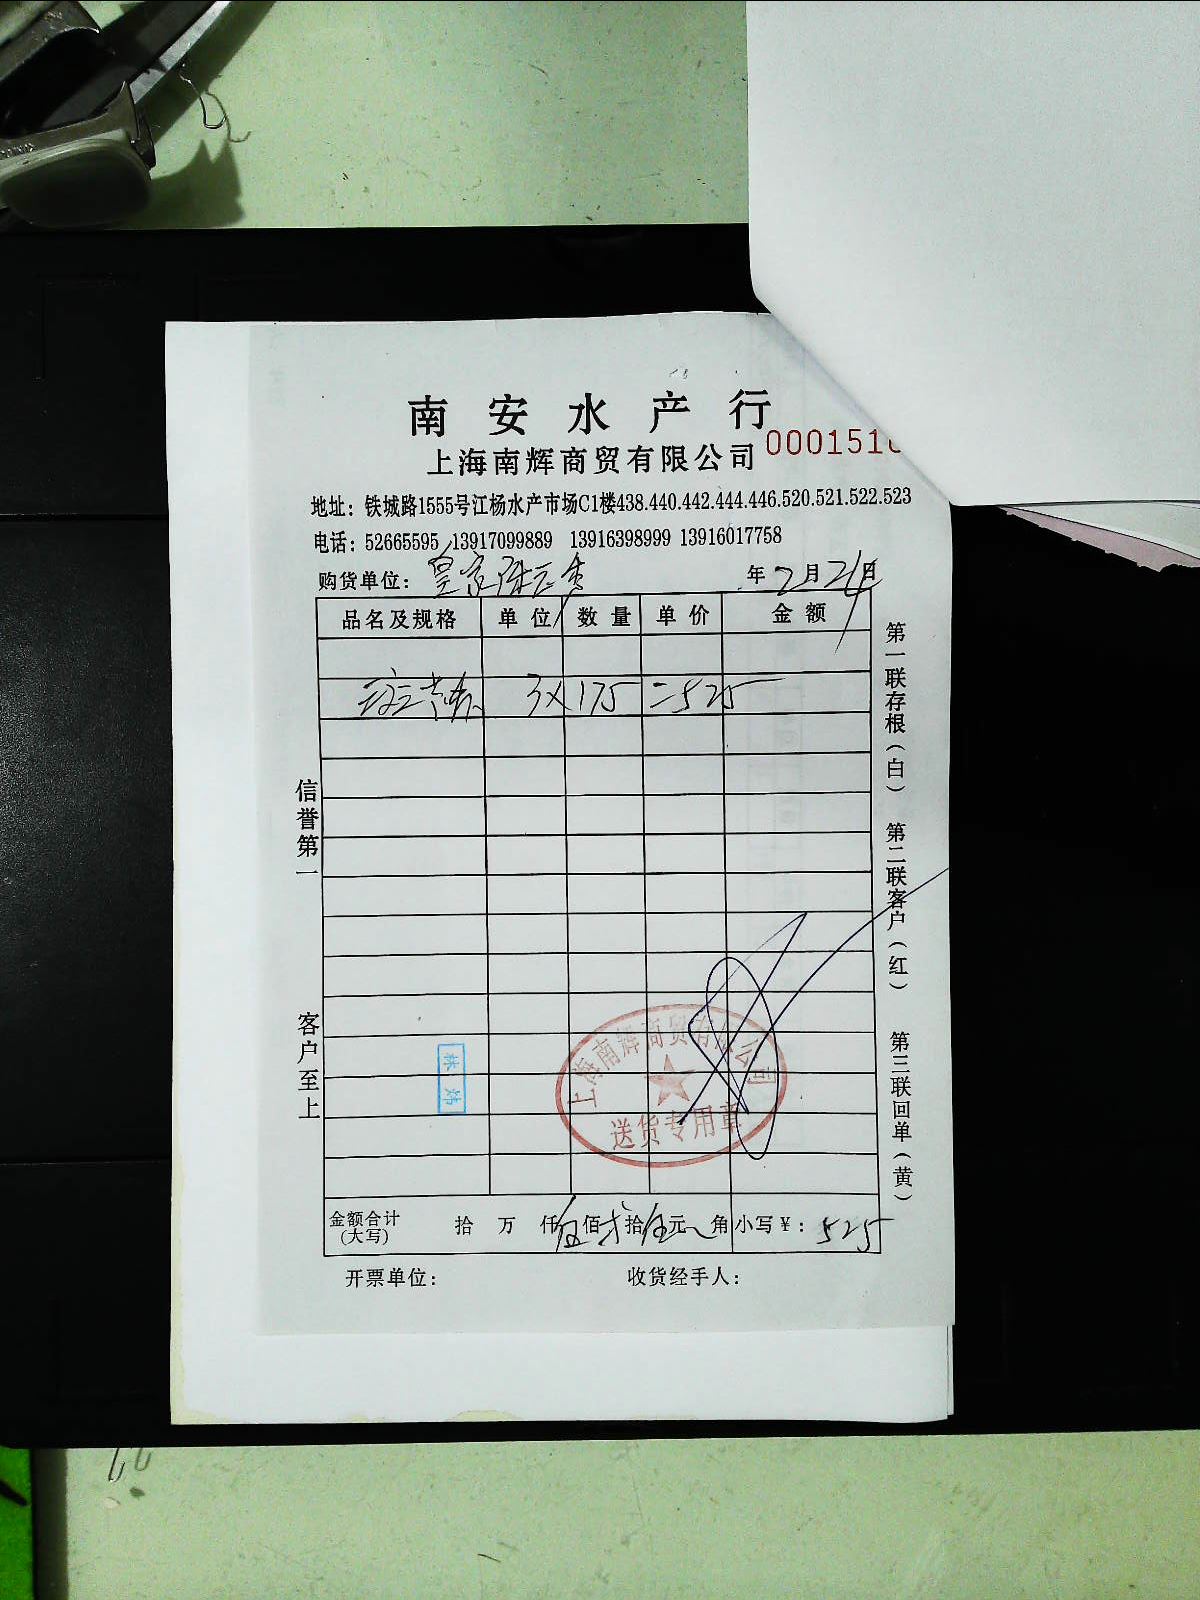 南安水产行
上海南辉商贸有限公司 000151
地址：铁城路1555号江杨水产市场C1楼438.440.442.444.446.520.521.522.523
电话：52665595 13917099889 13916398999 13916017758
购货单位： 年2月24日
品名及规格 单位 数量 单价 金额
3×175=525
信誉第一
客户至上
第一联存根（白）
第二联客户（红）
第三联回单（黄）
上海南辉商贸有限公司
送货专用章
金额合计(大写) 拾 万 仟 伍 佰 贰 拾 伍 元 角 小写¥：525
开票单位： 收货经手人：